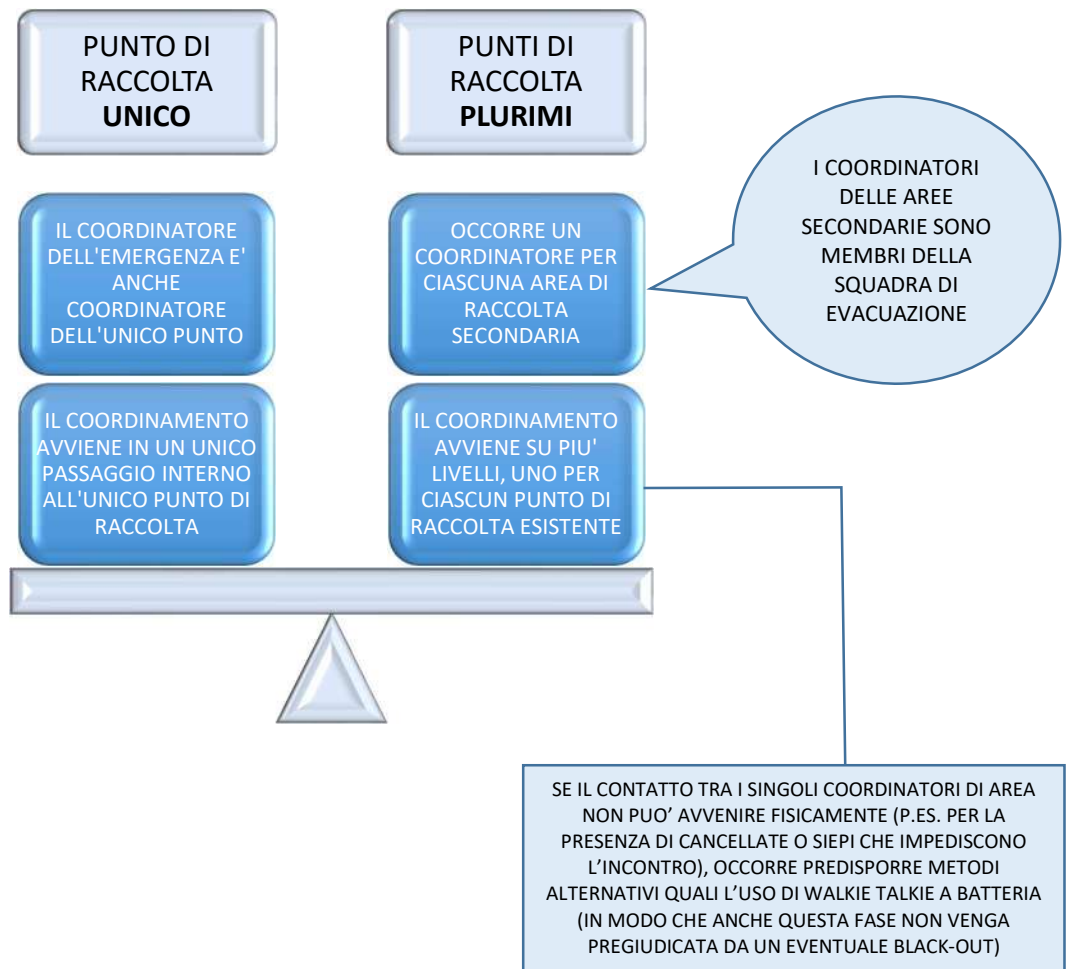 PUNTO DI
RACCOLTA
UNICO
PUNTI DI
RACCOLTA
PLURIMI
IL COORDINATORE
DELL'EMERGENZA E'
ANCHE
COORDINATORE
DELL'UNICO PUNTO
OCCORRE UN
COORDINATORE PER
CIASCUNA AREA DI
RACCOLTA
SECONDARIA
I COORDINATORI
DELLE AREE
SECONDARIE SONO
MEMBRI DELLA
SQUADRA DI
EVACUAZIONE
IL COORDINAMENTO
AVVIENE IN UN UNICO
PASSAGGIO INTERNO
ALL'UNICO PUNTO DI
RACCOLTA
IL COORDINAMENTO
AVVIENE SU PIU'
LIVELLI, UNO PER
CIASCUN PUNTO DI
RACCOLTA ESISTENTE
SE IL CONTATTO TRA I SINGOLI COORDINATORI DI AREA
NON PUO’ AVVENIRE FISICAMENTE (P.ES. PER LA
PRESENZA DI CANCELLATE O SIEPI CHE IMPEDISCONO
L’INCONTRO), OCCORRE PREDISPORRE METODI
ALTERNATIVI QUALI L’USO DI WALKIE TALKIE A BATTERIA
(IN MODO CHE ANCHE QUESTA FASE NON VENGA
PREGIUDICATA DA UN EVENTUALE BLACK-OUT)